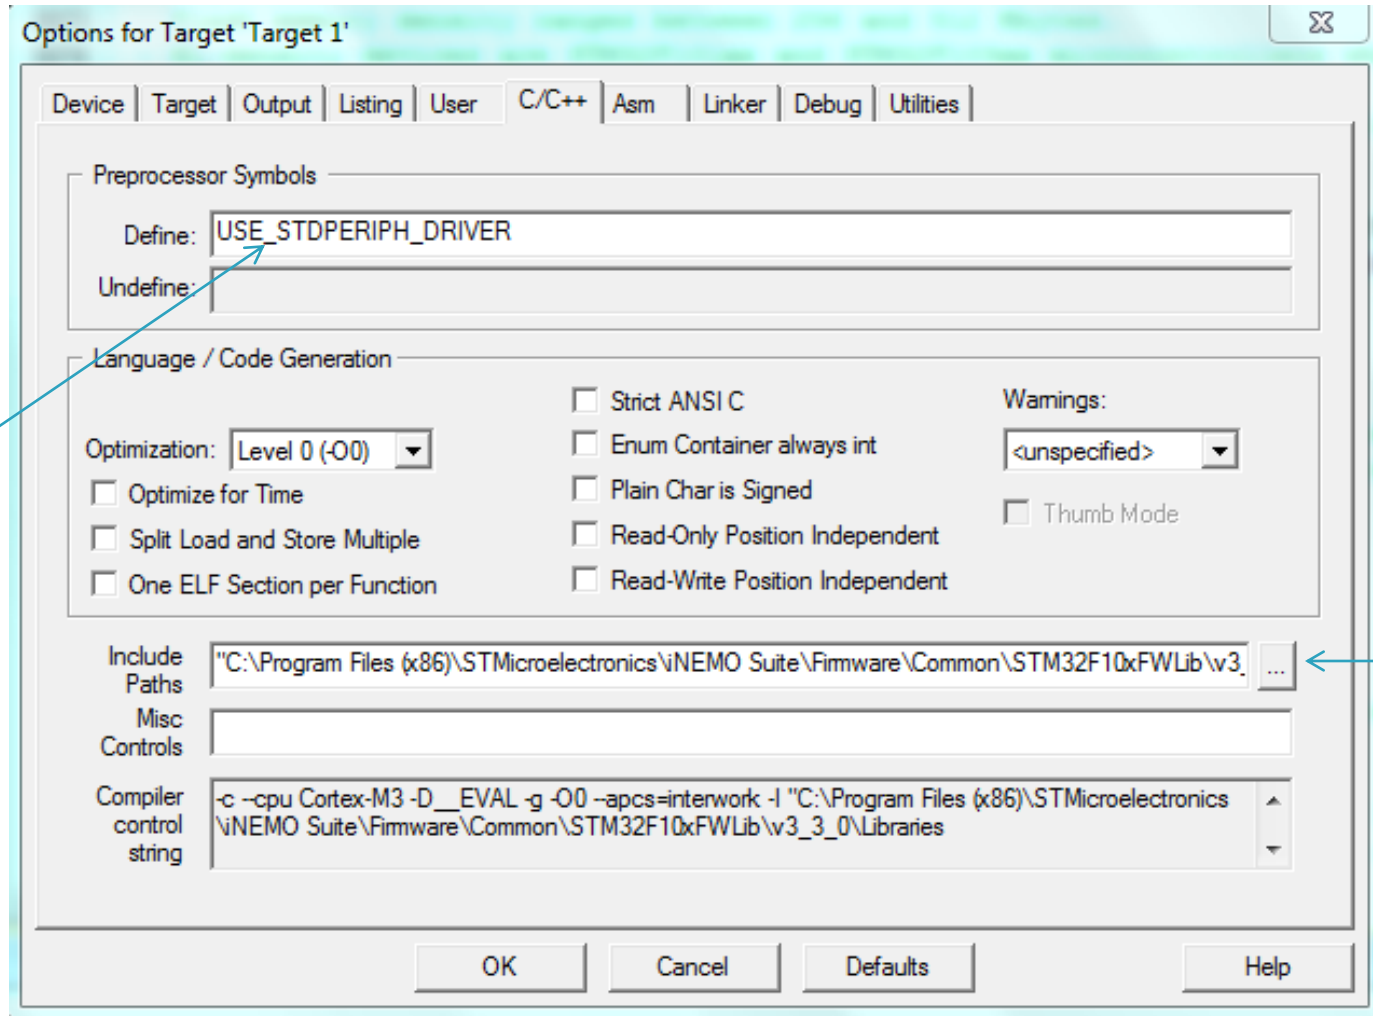 Options for Target 'Target 1'
Device Target Output Listing User C/C++ Asm Linker Debug Utilities
Preprocessor Symbols
Define: USE_STDPERIPH_DRIVER
Undefine:
Language / Code Generation
Strict ANSI C Warnings:
Optimization: Level 0 (-O0) Enum Container always int <unspecified>
Optimize for Time Plain Char is Signed
Thumb Mode
Split Load and Store Multiple Read-Only Position Independent
One ELF Section per Function Read-Write Position Independent
Include Paths "C:\Program Files (x86)\STMicroelectronics\iNEMO Suite\Firmware\Common\STM32F10xFWLib\v3_ ...
Misc Controls
Compiler control string -c --cpu Cortex-M3 -D__EVAL -g -O0 --apcs=interwork -I "C:\Program Files (x86)\STMicroelectronics
\iNEMO Suite\Firmware\Common\STM32F10xFWLib\v3_3_0\Libraries
OK Cancel Defaults Help